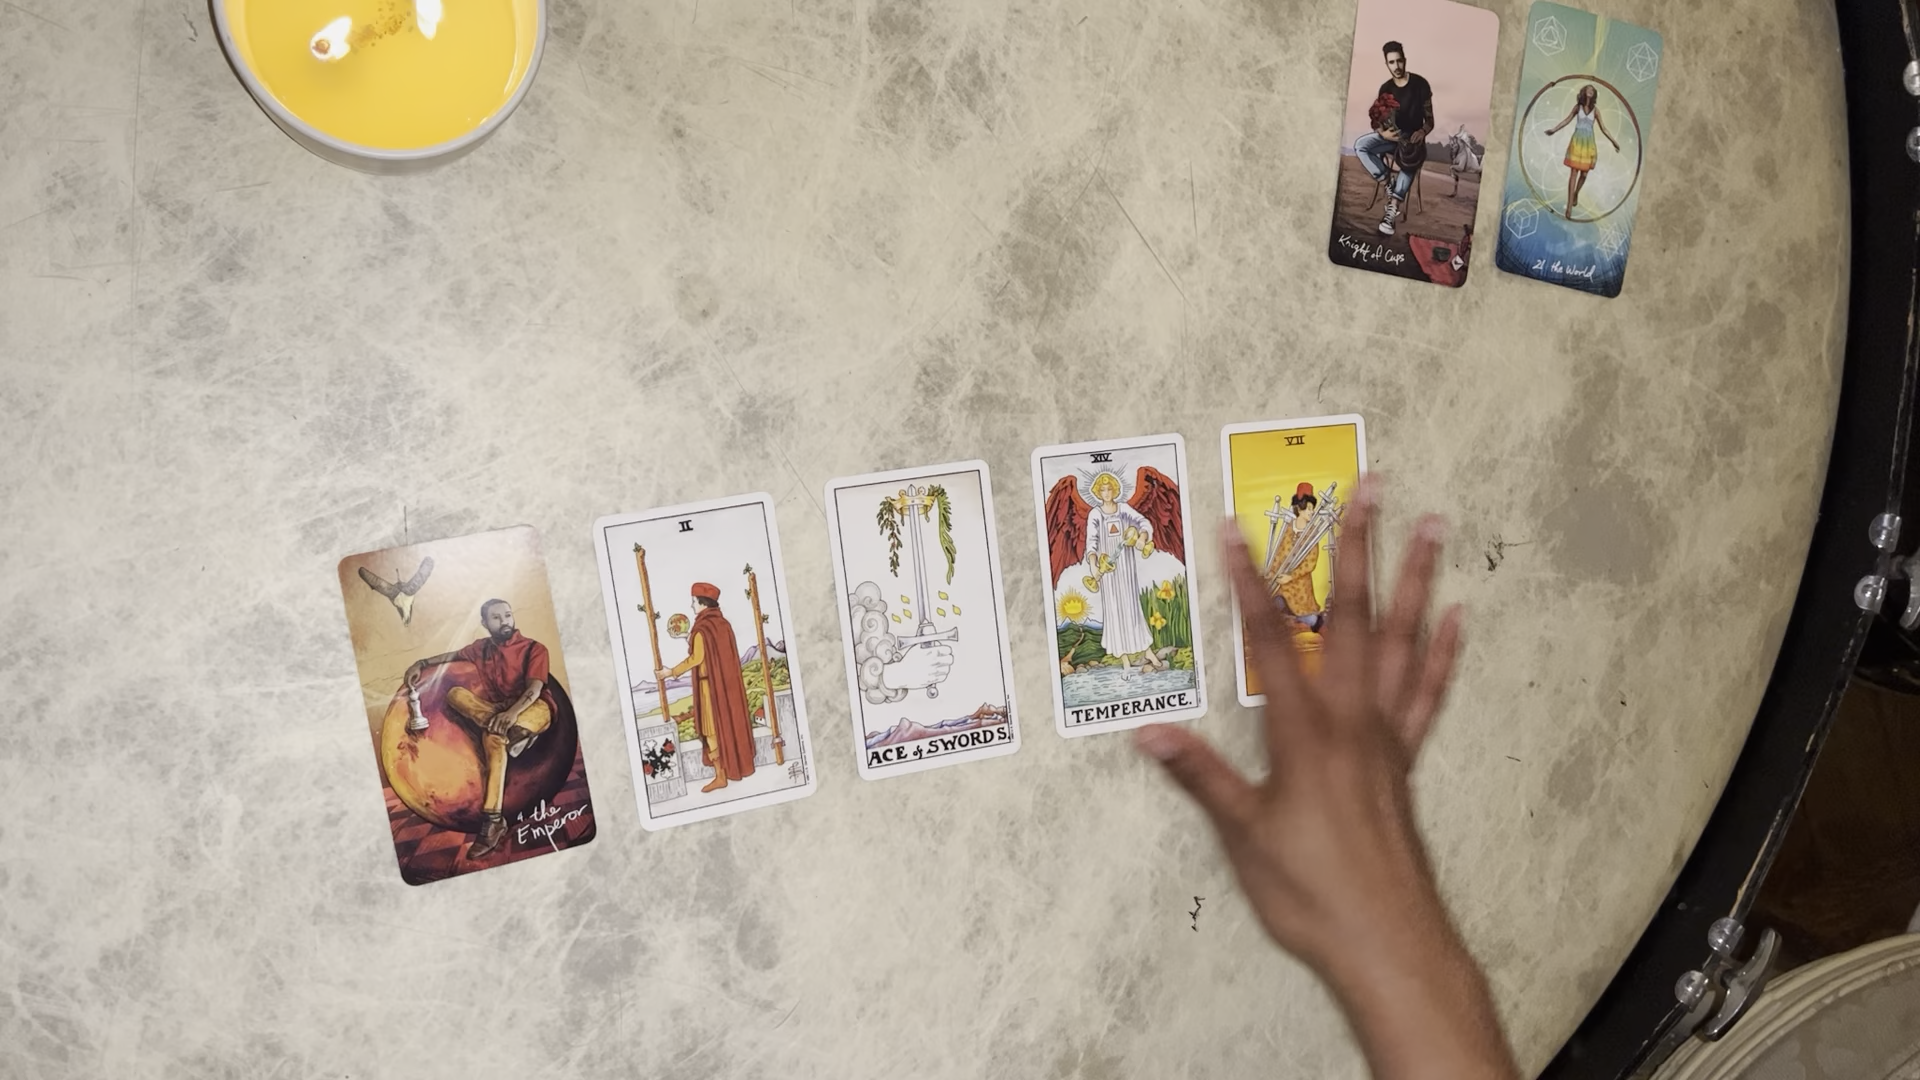 Knight of Cups
21 the World
VII
XIV
II
TEMPERANCE.
ACE of SWORDS.
4 the
Emperor